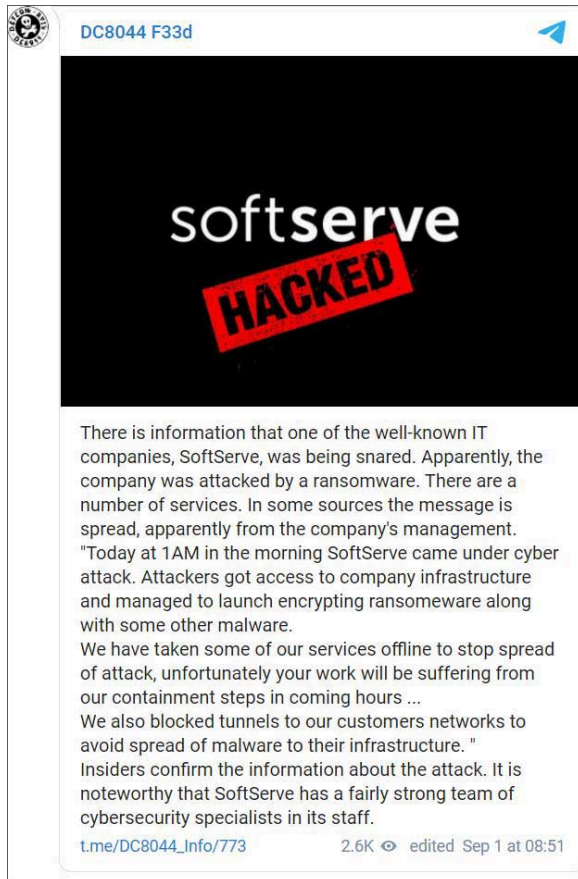 DC8044 F33d
softserve
HACKED
There is information that one of the well-known IT
companies, SoftServe, was being snared. Apparently, the
company was attacked by a ransomware. There are a
number of services. In some sources the message is
spread, apparently from the company's management.
"Today at 1AM in the morning SoftServe came under cyber
attack. Attackers got access to company infrastructure
and managed to launch encrypting ransomeware along
with some other malware.
We have taken some of our services offline to stop spread
of attack, unfortunately your work will be suffering from
our containment steps in coming hours ...
We also blocked tunnels to our customers networks to
avoid spread of malware to their infrastructure. "
Insiders confirm the information about the attack. It is
noteworthy that SoftServe has a fairly strong team of
cybersecurity specialists in its staff.
t.me/DC8044_Info/773 2.6K edited Sep 1 at 08:51